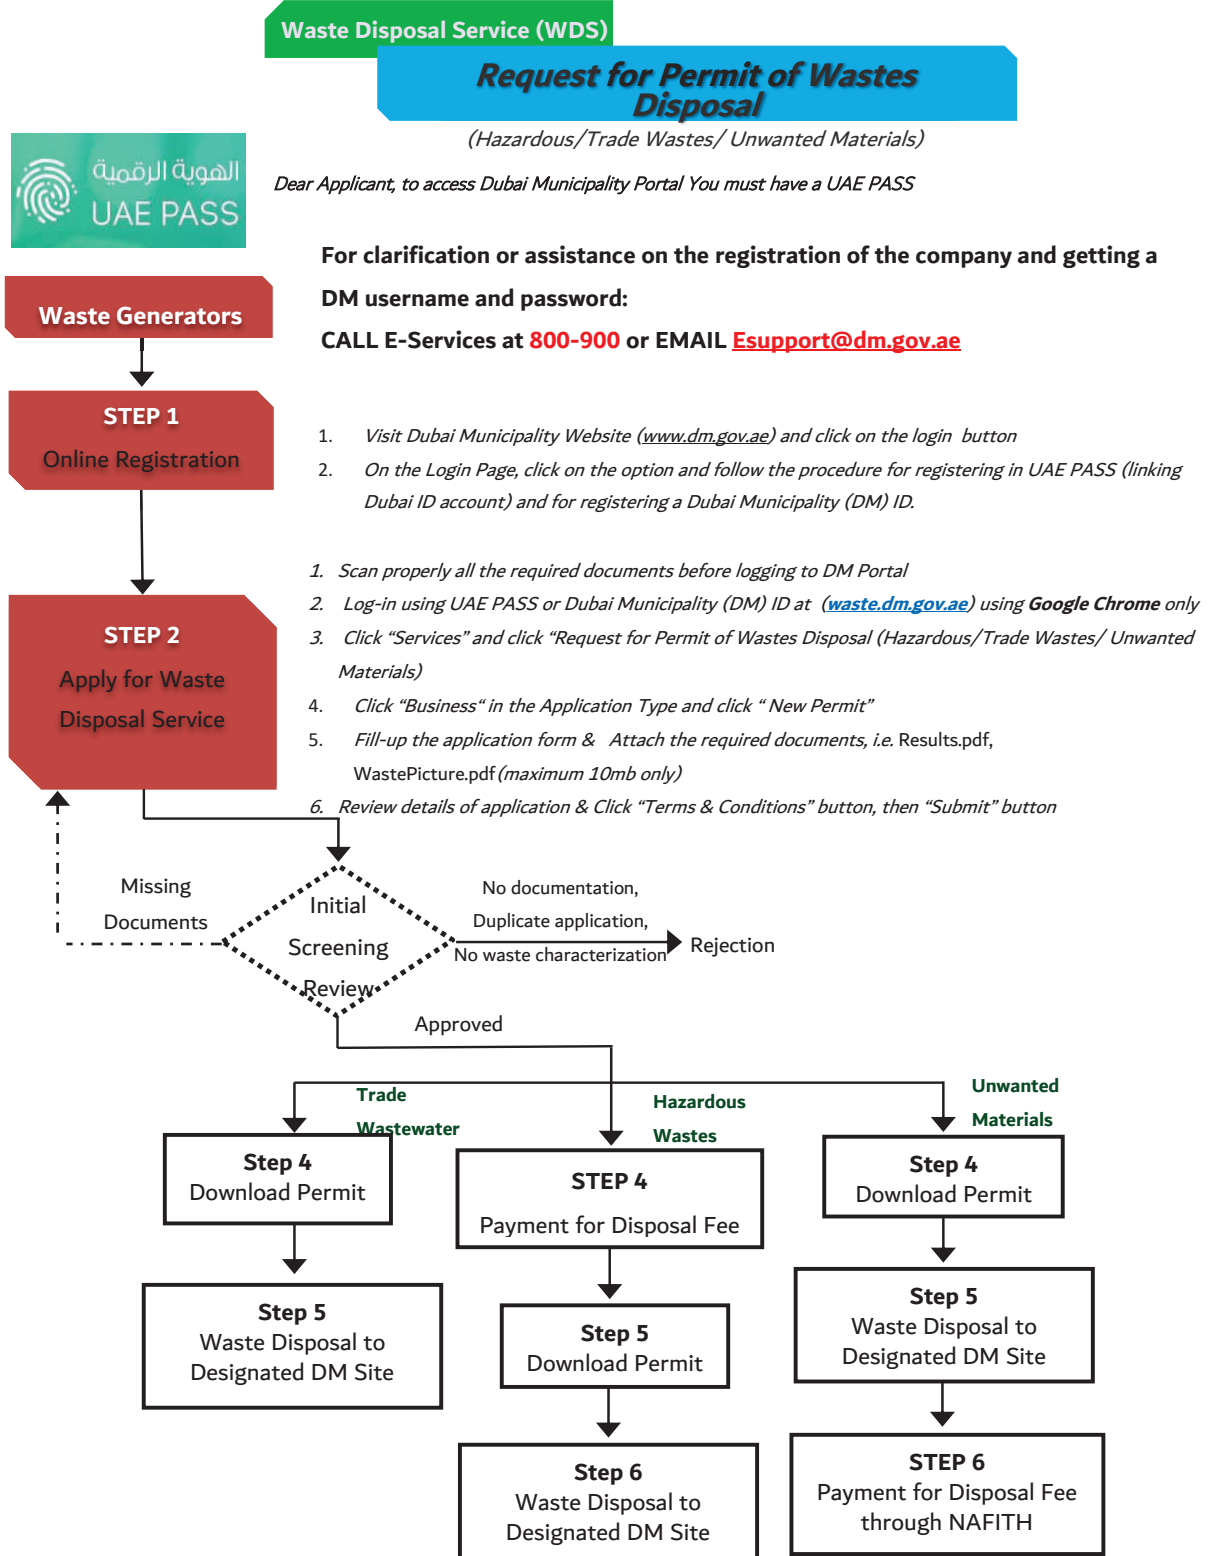 Waste Disposal Service (WDS)
Request for Permit of Wastes
Disposal
(Hazardous/Trade Wastes/ Unwanted Materials)
الهوية الرقمية
UAE PASS
Dear Applicant, to access Dubai Municipality Portal You must have a UAE PASS
For clarification or assistance on the registration of the company and getting a
DM username and password:
CALL E-Services at 800-900 or EMAIL Esupport@dm.gov.ae
Waste Generators
STEP 1
Online Registration
1. Visit Dubai Municipality Website (www.dm.gov.ae) and click on the login button
2. On the Login Page, click on the option and follow the procedure for registering in UAE PASS (linking
Dubai ID account) and for registering a Dubai Municipality (DM) ID.
STEP 2
Apply for Waste
Disposal Service
1. Scan properly all the required documents before logging to DM Portal
2. Log-in using UAE PASS or Dubai Municipality (DM) ID at (waste.dm.gov.ae) using Google Chrome only
3. Click “Services” and click “Request for Permit of Wastes Disposal (Hazardous/Trade Wastes/ Unwanted
Materials)
4. Click “Business“ in the Application Type and click “ New Permit”
5. Fill-up the application form & Attach the required documents, i.e. Results.pdf,
WastePicture.pdf (maximum 10mb only)
6. Review details of application & Click “Terms & Conditions” button, then “Submit” button
Missing
Documents
Initial
Screening
Review
No documentation,
Duplicate application,
No waste characterization
Rejection
Approved
Trade
Wastewater
Hazardous
Wastes
Unwanted
Materials
Step 4
Download Permit
STEP 4
Payment for Disposal Fee
Step 4
Download Permit
Step 5
Waste Disposal to
Designated DM Site
Step 5
Download Permit
Step 5
Waste Disposal to
Designated DM Site
Step 6
Waste Disposal to
Designated DM Site
STEP 6
Payment for Disposal Fee
through NAFITH